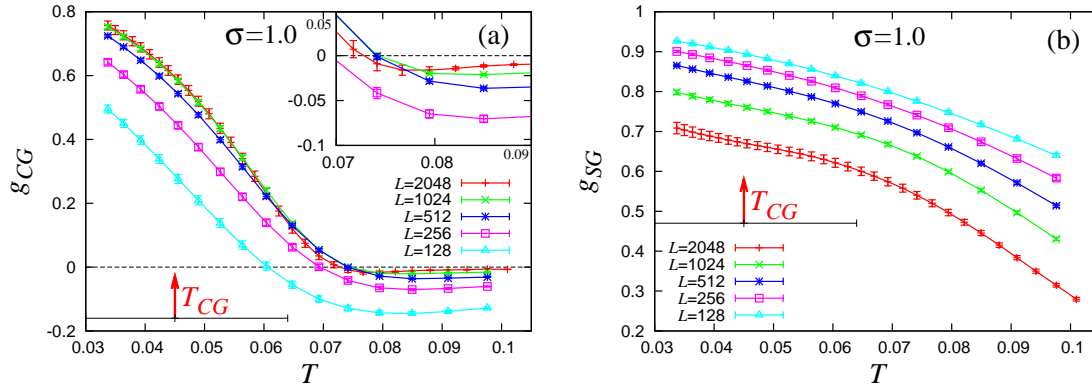 σ=1.0
(a)
0.05
0
-0.05
-0.1
0.07
0.08
0.09
L=2048
L=1024
L=512
L=256
L=128
T_CG
g_CG
0.8
0.6
0.4
0.2
0
-0.2
0.03
0.04
0.05
0.06
0.07
0.08
0.09
0.1
T
σ=1.0
(b)
g_SG
1
0.9
0.8
0.7
0.6
0.5
0.4
0.3
0.2
T_CG
L=2048
L=1024
L=512
L=256
L=128
0.03
0.04
0.05
0.06
0.07
0.08
0.09
0.1
T